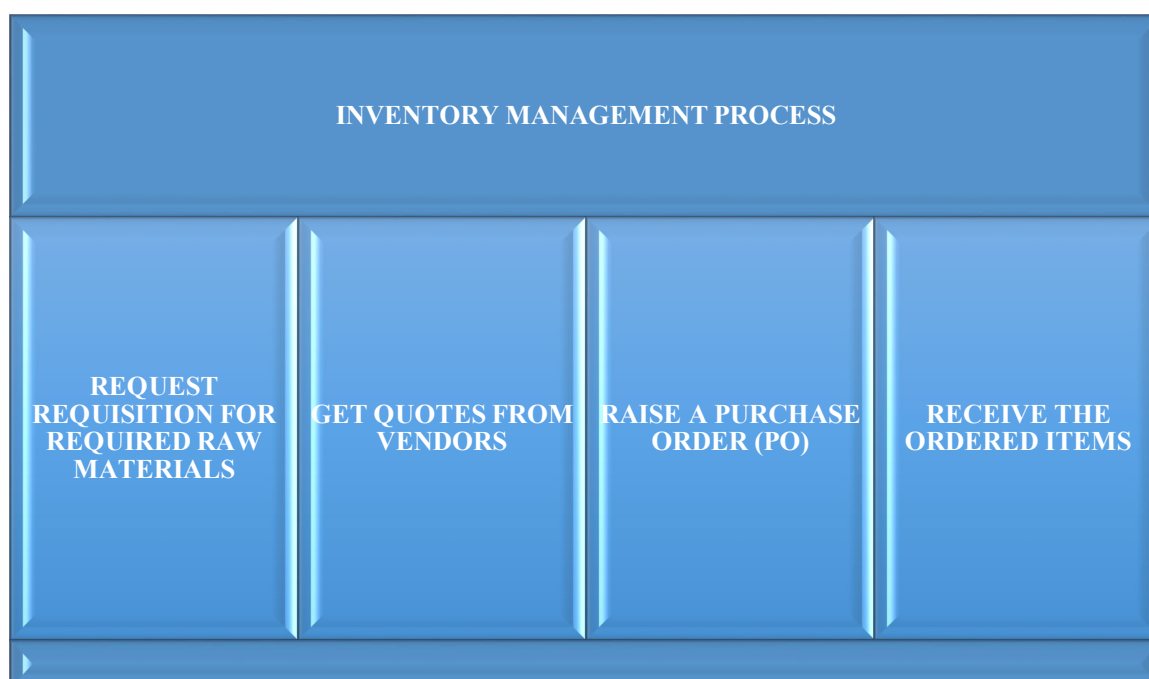 INVENTORY MANAGEMENT PROCESS
REQUEST
REQUISITION FOR
REQUIRED RAW
MATERIALS
GET QUOTES FROM
VENDORS
RAISE A PURCHASE
ORDER (PO)
RECEIVE THE
ORDERED ITEMS